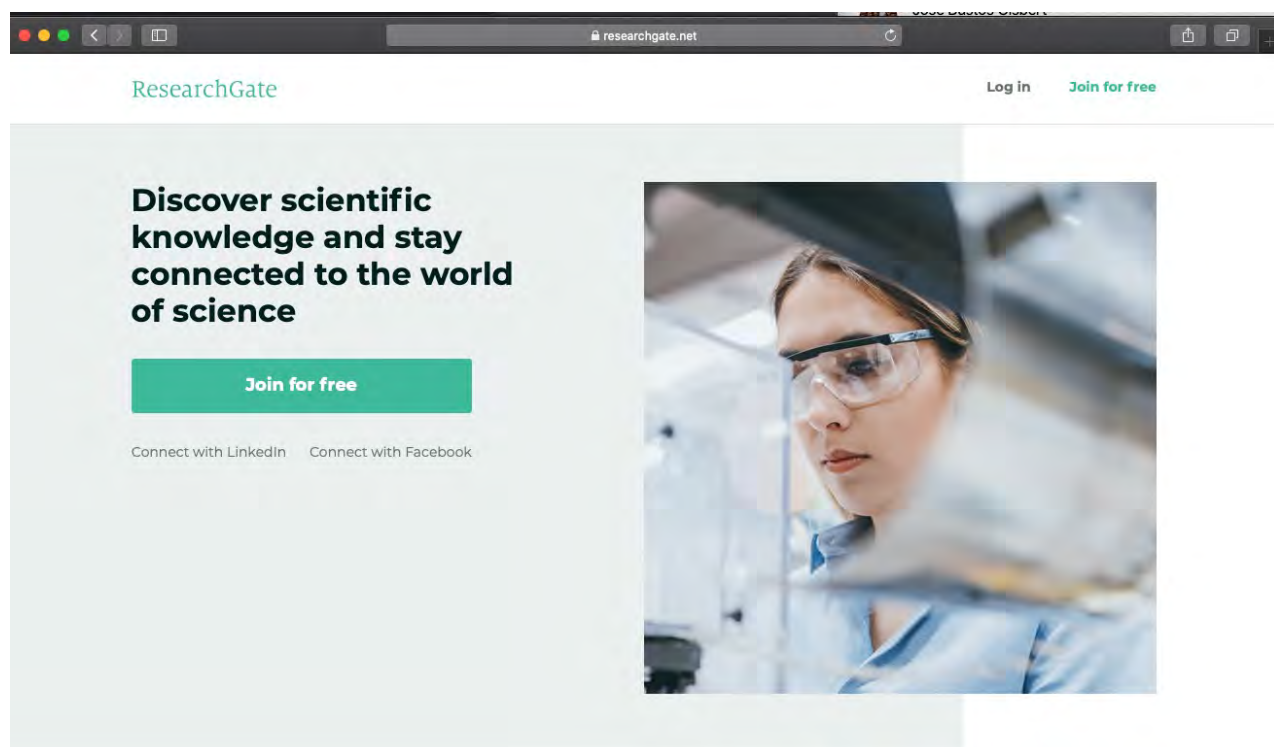 researchgate.net
ResearchGate
Log in Join for free
Discover scientific
knowledge and stay
connected to the world
of science
Join for free
Connect with LinkedIn Connect with Facebook